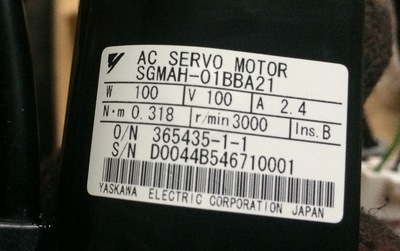 AC SERVO MOTOR
SGMAH-01BBA21
W 100 V 100 A 2.4
N·m 0.318 r/min 3000 Ins. B
O/N 365435-1-1
S/N D0044B546710001
YASKAWA ELECTRIC CORPORATION JAPAN